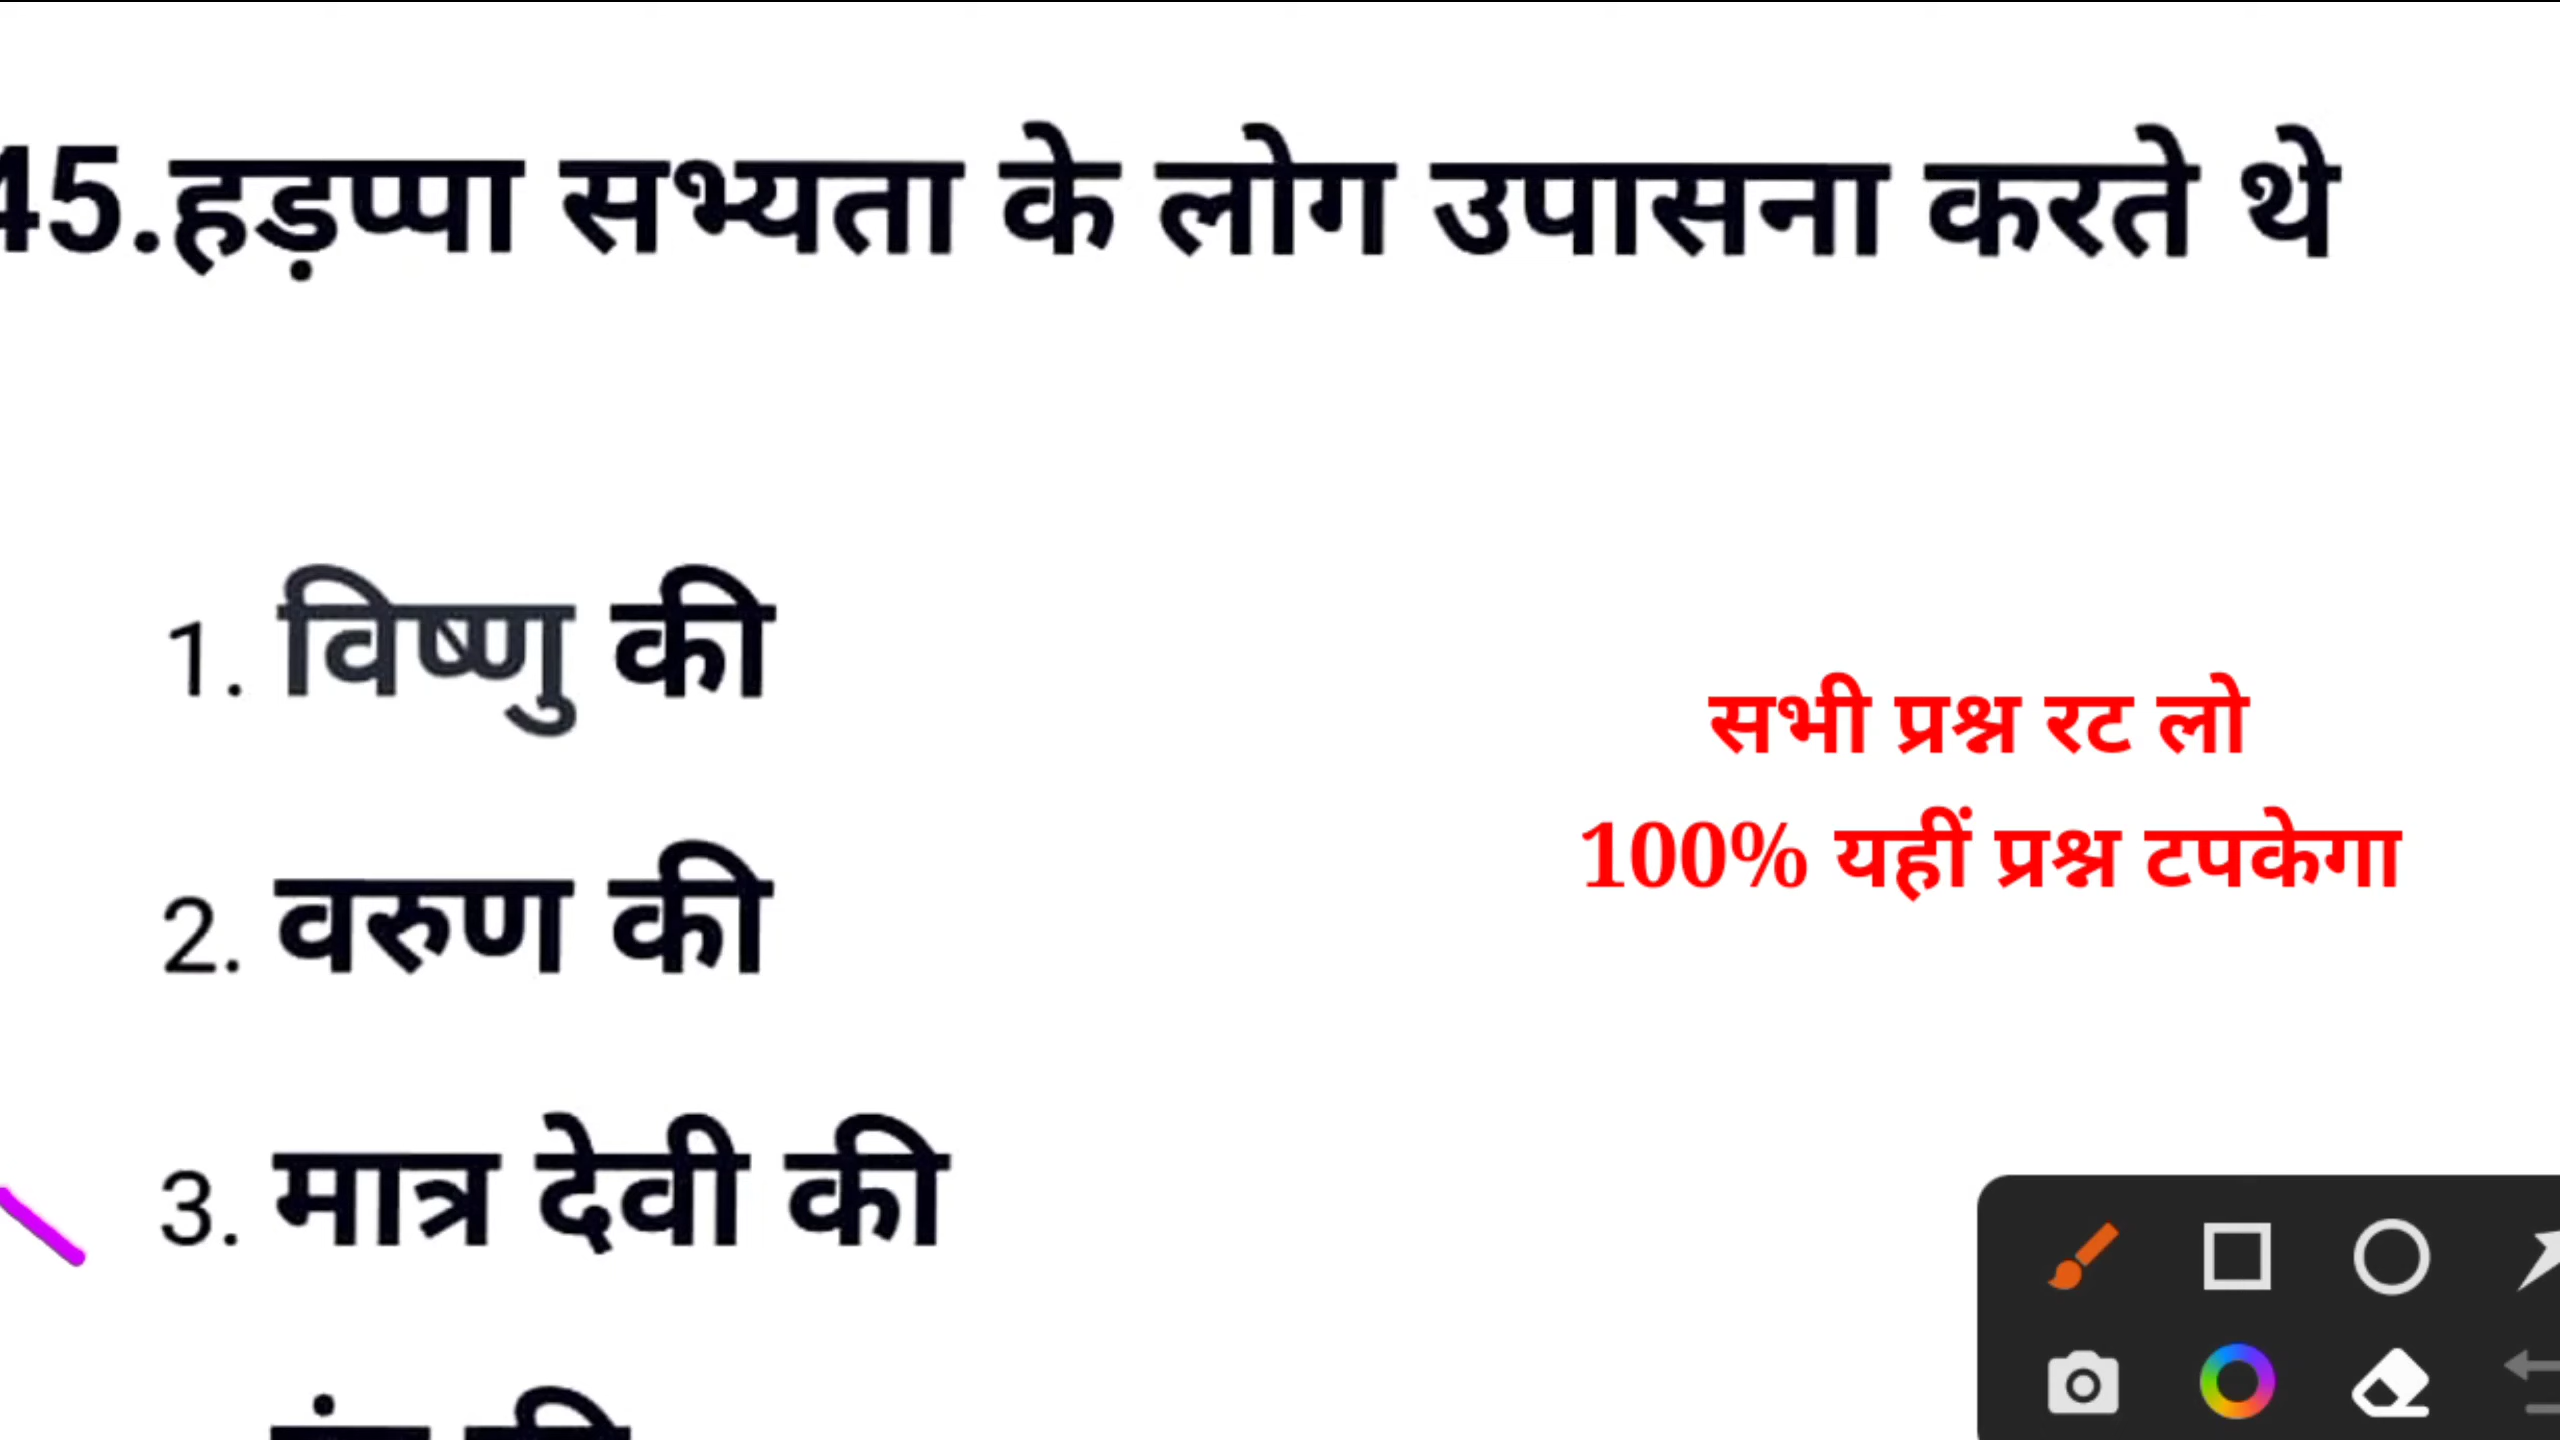 45.हड़प्पा सभ्यता के लोग उपासना करते थे
1. विष्णु की
2. वरुण की
सभी प्रश्न रट लो
100% यहीं प्रश्न टपकेगा
3. मात्र देवी की